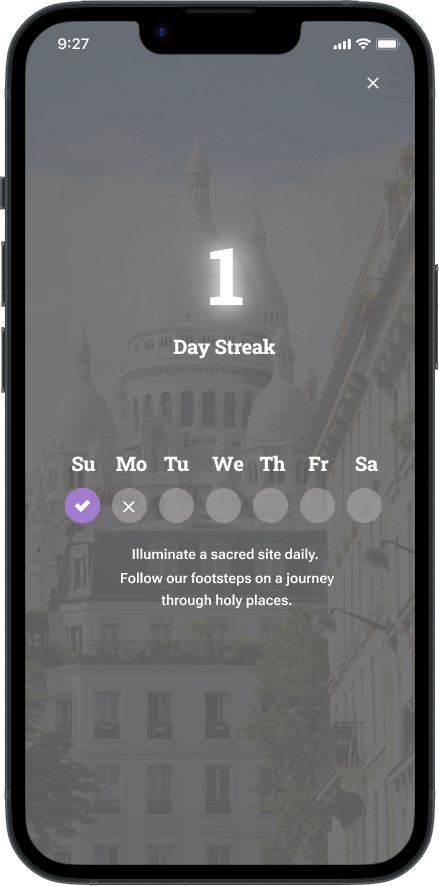 9:27
1
Day Streak
Su Mo Tu We Th Fr Sa
Illuminate a sacred site daily.
Follow our footsteps on a journey
through holy places.